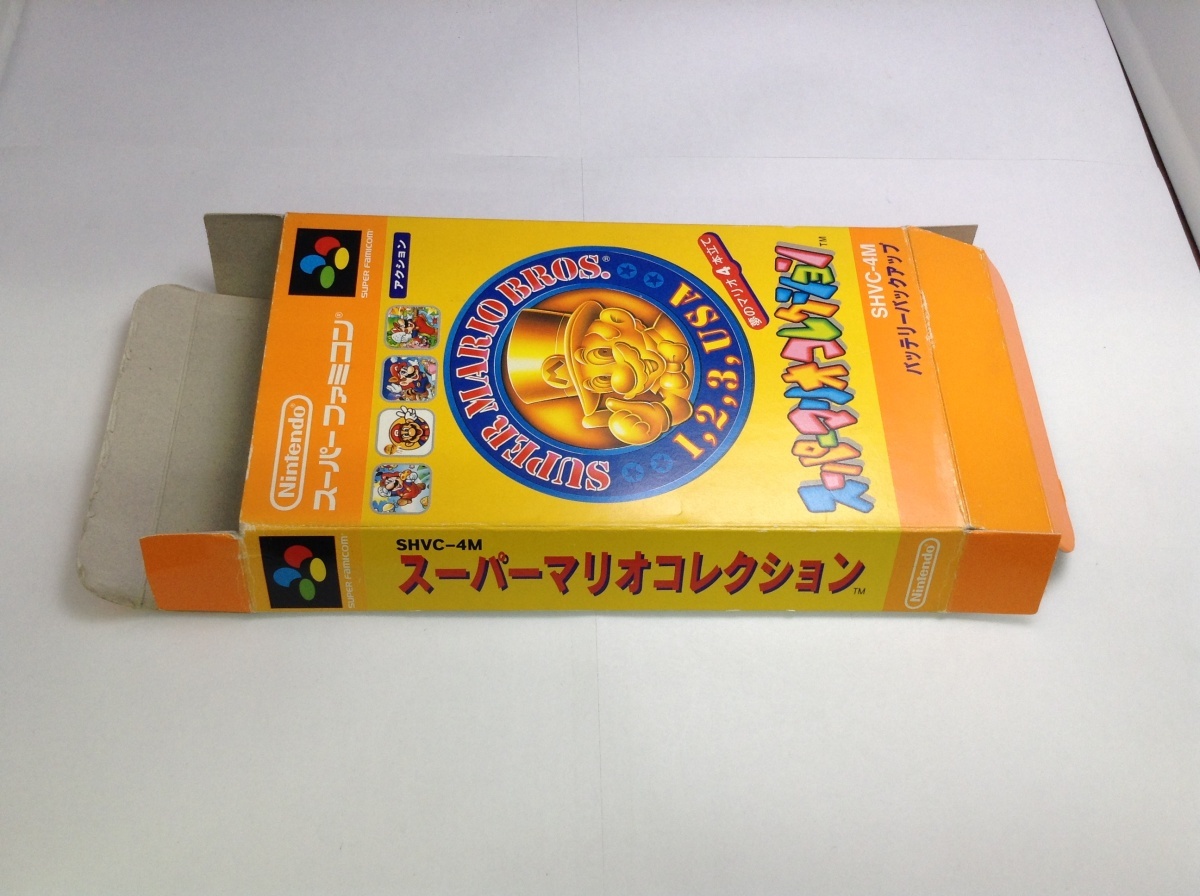 SUPER FAMICOM
Nintendo®
スーパーファミコン®
アクション
SUPER MARIO BROS.®
1, 2, 3, USA
夢のマリオ4本立て
スーパーマリオコレクション™
SHVC-4M
バッテリーバックアップ
SUPER FAMICOM
SHVC-4M
スーパーマリオコレクション™
Nintendo®